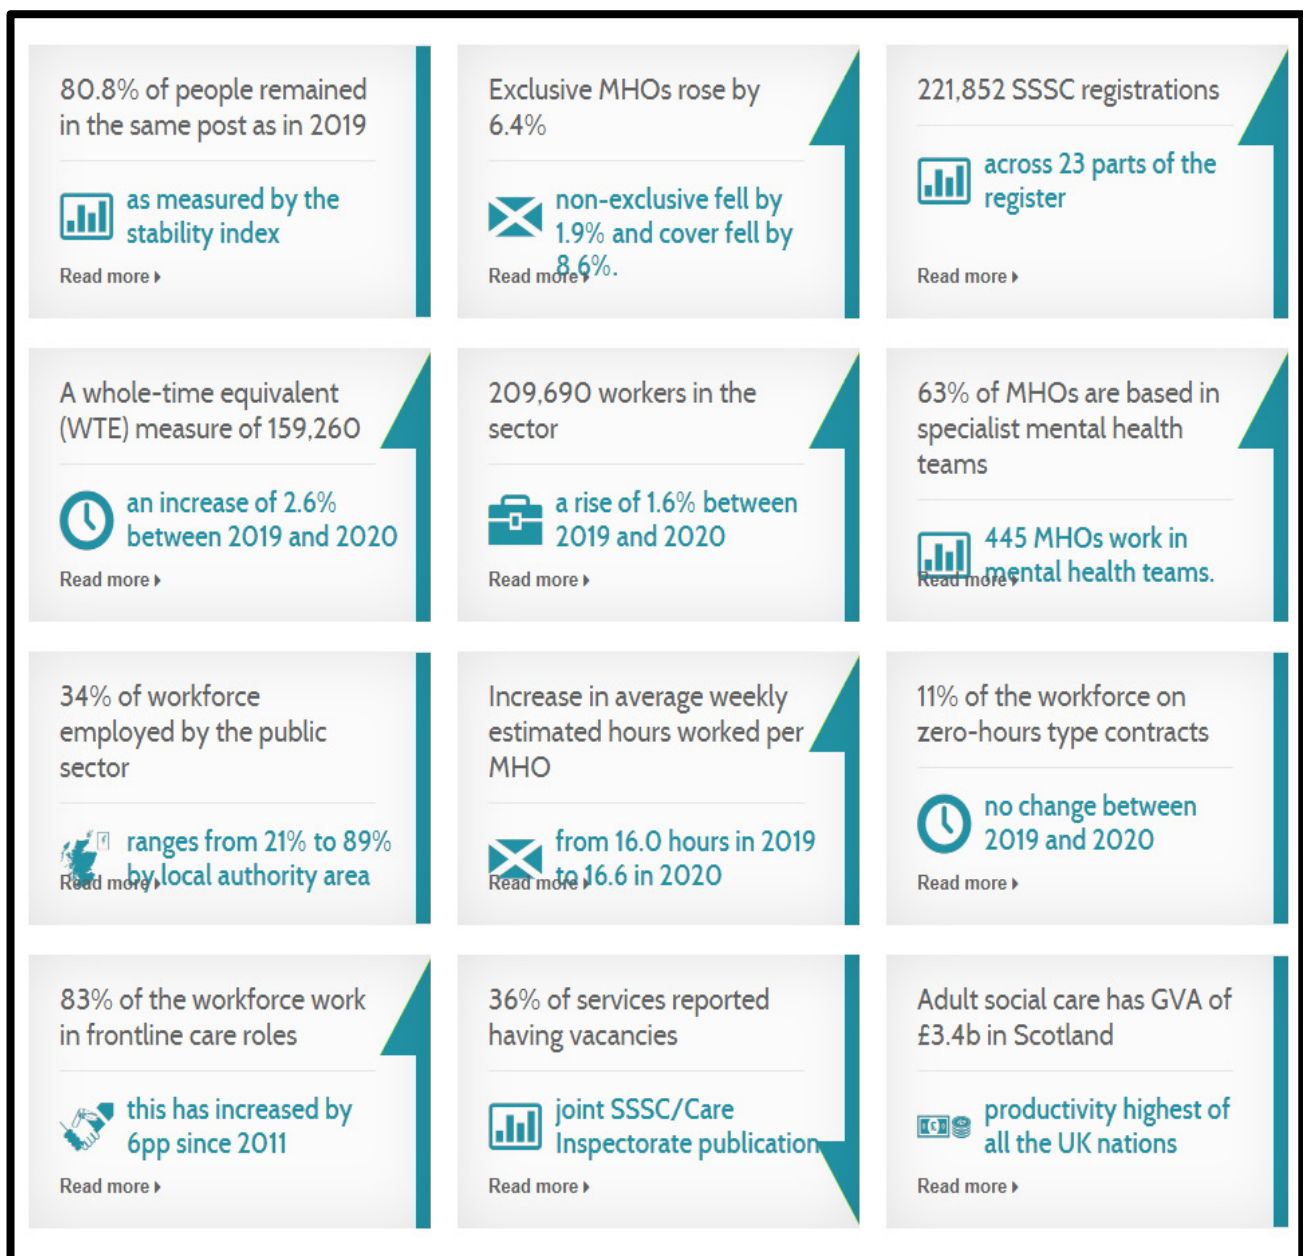 80.8% of people remained
in the same post as in 2019
as measured by the
stability index
Read more
Exclusive MHOs rose by
6.4%
non-exclusive fell by
1.9% and cover fell by
8.6%.
Read more
221,852 SSSC registrations
across 23 parts of the
register
Read more
A whole-time equivalent
(WTE) measure of 159,260
an increase of 2.6%
between 2019 and 2020
Read more
209,690 workers in the
sector
a rise of 1.6% between
2019 and 2020
Read more
63% of MHOs are based in
specialist mental health
teams
445 MHOs work in
mental health teams.
Read more
34% of workforce
employed by the public
sector
ranges from 21% to 89%
by local authority area
Read more
Increase in average weekly
estimated hours worked per
MHO
from 16.0 hours in 2019
to 16.6 in 2020
Read more
11% of the workforce on
zero-hours type contracts
no change between
2019 and 2020
Read more
83% of the workforce work
in frontline care roles
this has increased by
6pp since 2011
Read more
36% of services reported
having vacancies
joint SSSC/Care
Inspectorate publication
Read more
Adult social care has GVA of
£3.4b in Scotland
productivity highest of
all the UK nations
Read more